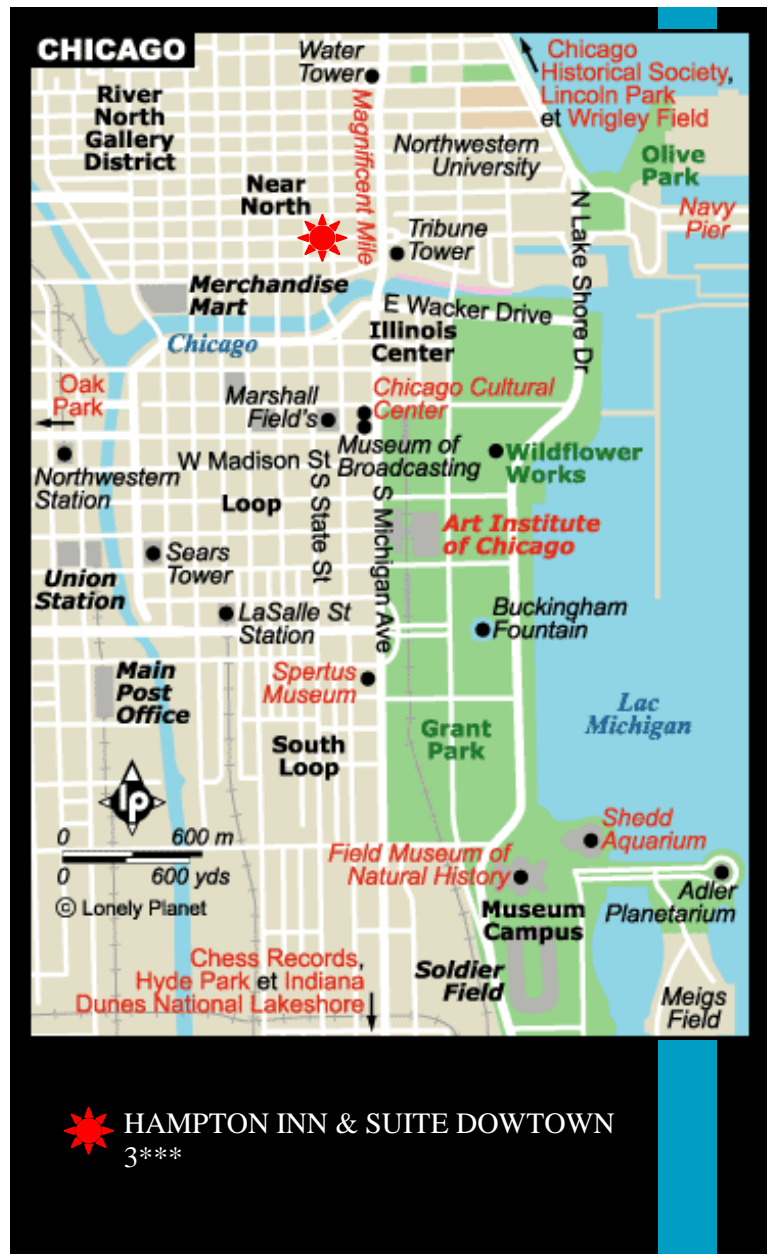 CHICAGO
Water
Tower
Chicago
Historical Society,
Lincoln Park
et Wrigley Field
River
North
Gallery
District
Magnificent Mile
Northwestern
University
Olive
Park
Near
North
N Lake Shore Dr
Navy
Pier
Tribune
Tower
Merchandise
Mart
E Wacker Drive
Chicago
Illinois
Center
Oak
Park
Marshall
Field's
Chicago Cultural
Center
Museum of
Broadcasting
Wildflower
Works
Northwestern
Station
W Madison St
S State St
Loop
S Michigan Ave
Art Institute
of Chicago
Sears
Tower
Union
Station
LaSalle St
Station
Buckingham
Fountain
Main
Post
Office
Spertus
Museum
Lac
Michigan
South
Loop
Grant
Park
lp
0 600 m
0 600 yds
© Lonely Planet
Shedd
Aquarium
Field Museum of
Natural History
Adler
Planetarium
Museum
Campus
Chess Records,
Hyde Park et Indiana
Dunes National Lakeshore
Soldier
Field
Meigs
Field
HAMPTON INN & SUITE DOWTOWN
3***